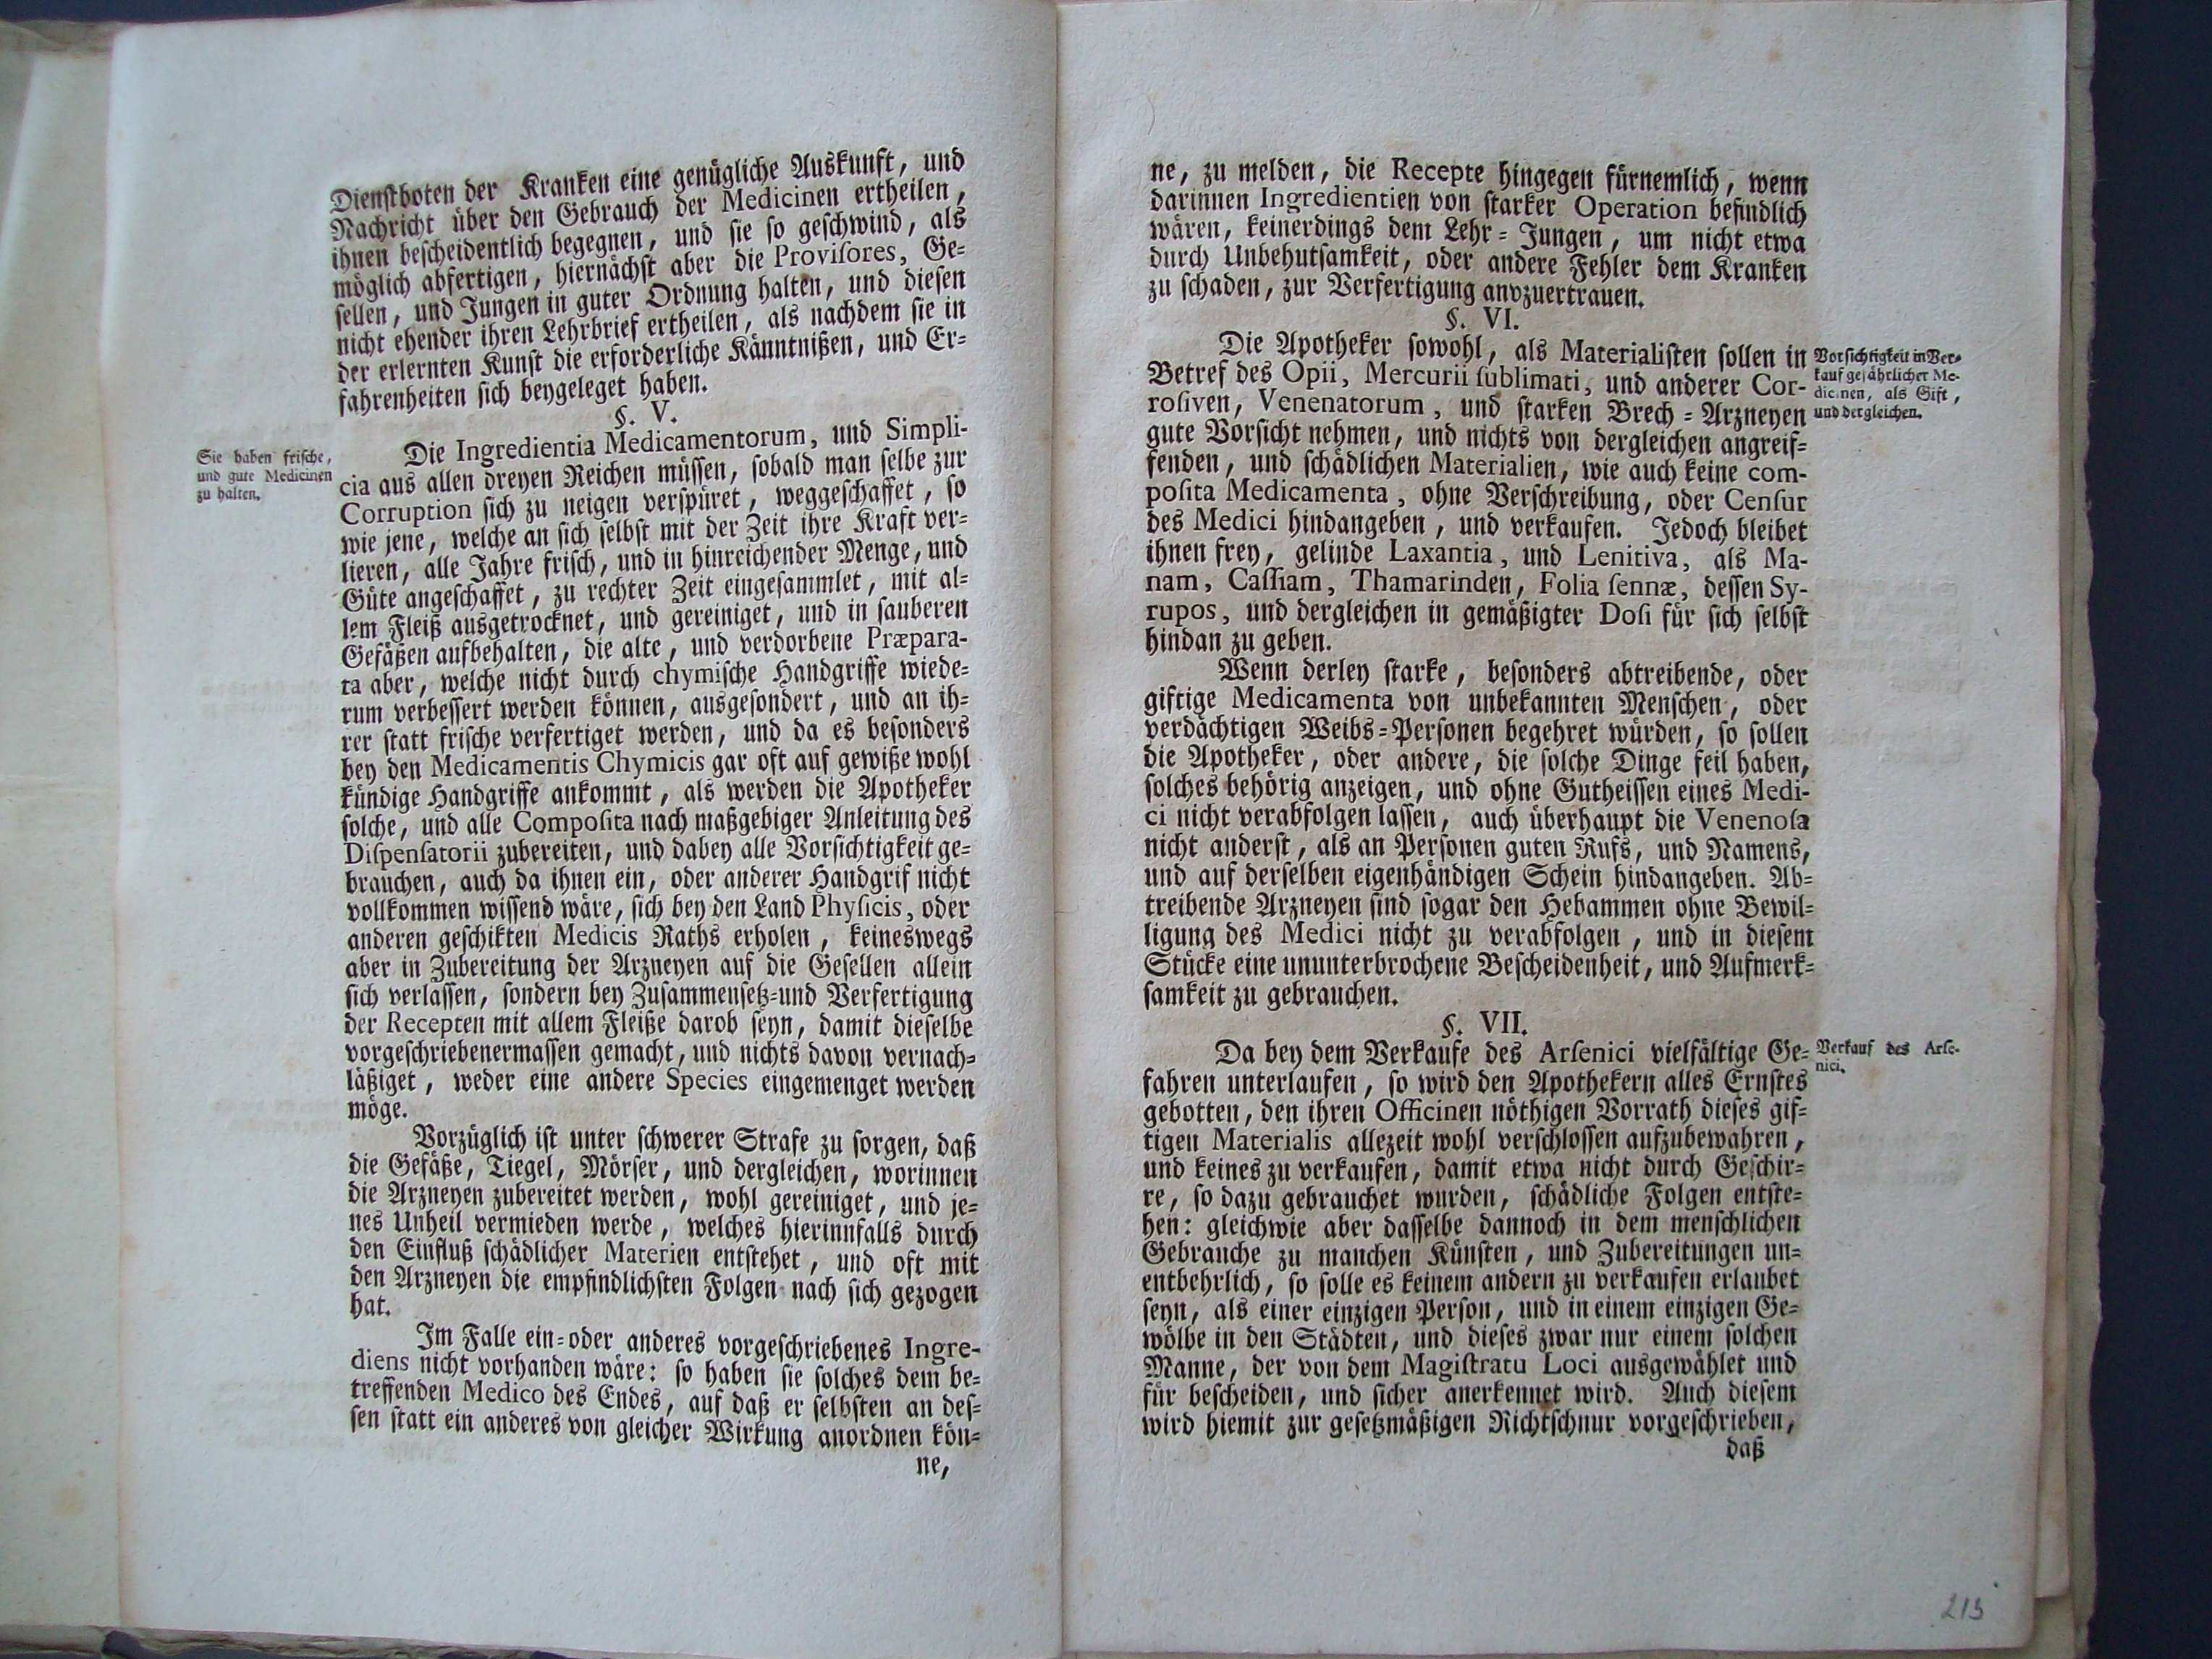 Dienstboten der Kranken eine genügliche Auskunft, und
Nachricht über den Gebrauch der Medicinen ertheilen,
ihnen bescheidentlich begegnen, und sie so geschwind, als
möglich abfertigen, hiernächst aber die Provisores, Ge=
sellen, und Jungen in guter Ordnung halten, und diesen
nicht ehender ihren Lehrbrief ertheilen, als nachdem sie in
der erlernten Kunst die erforderliche Känntnißen, und Er=
fahrenheiten sich beygeleget haben.
§. V.
Sie haben frische,
und gute Medicinen
zu halten.
Die Ingredientia Medicamentorum, und Simpli-
cia aus allen dreyen Reichen müssen, sobald man selbe zur
Corruption sich zu neigen verspüret, weggeschaffet, so
wie jene, welche an sich selbst mit der Zeit ihre Kraft ver=
lieren, alle Jahre frisch, und in hinreichender Menge, und
Güte angeschaffet, zu rechter Zeit eingesammlet, mit al=
lem Fleiß ausgetrocknet, und gereiniget, und in sauberen
Gefäßen aufbehalten, die alte, und verdorbene Præpara-
ta aber, welche nicht durch chymische Handgriffe wiede=
rum verbessert werden können, ausgesondert, und an ih=
rer statt frische verfertiget werden, und da es besonders
bey den Medicamentis Chymicis gar oft auf gewiße wohl
kündige Handgriffe ankommt, als werden die Apotheker
solche, und alle Composita nach maßgebiger Anleitung des
Dispensatorii zubereiten, und dabey alle Vorsichtigkeit ge=
brauchen, auch da ihnen ein, oder anderer Handgrif nicht
vollkommen wissend wäre, sich bey den Land Physicis, oder
anderen geschikten Medicis Raths erholen, keineswegs
aber in Zubereitung der Arzneyen auf die Gesellen allein
sich verlassen, sondern bey Zusammensetz=und Verfertigung
der Recepten mit allem Fleiße darob seyn, damit dieselbe
vorgeschriebenermassen gemacht, und nichts davon vernach=
läßiget, weder eine andere Species eingemenget werden
möge.
Vorzüglich ist unter schwerer Strafe zu sorgen, daß
die Gefäße, Tiegel, Mörser, und dergleichen, worinnen
die Arzneyen zubereitet werden, wohl gereiniget, und je=
nes Unheil vermieden werde, welches hierinnfalls durch
den Einfluß schädlicher Materien entstehet, und oft mit
den Arzneyen die empfindlichsten Folgen nach sich gezogen
hat.
Im Falle ein=oder anderes vorgeschriebenes Ingre-
diens nicht vorhanden wäre: so haben sie solches dem be=
treffenden Medico des Endes, auf daß er selbsten an des=
sen statt ein anderes von gleicher Wirkung anordnen kön=
ne,
ne, zu melden, die Recepte hingegen fürnemlich, wenn
darinnen Ingredientien von starker Operation befindlich
wären, keinerdings dem Lehr=Jungen, um nicht etwa
durch Unbehutsamkeit, oder andere Fehler dem Kranken
zu schaden, zur Verfertigung anvzuertrauen.
§. VI.
Die Apotheker sowohl, als Materialisten sollen in
Betref des Opii, Mercurii sublimati, und anderer Cor-
rosiven, Venenatorum, und starken Brech=Arzneyen
gute Vorsicht nehmen, und nichts von dergleichen angreif=
fenden, und schädlichen Materialien, wie auch keine com-
posita Medicamenta, ohne Verschreibung, oder Censur
des Medici hindangeben, und verkaufen. Jedoch bleibet
ihnen frey, gelinde Laxantia, und Lenitiva, als Ma-
nam, Cassiam, Thamarinden, Folia sennæ, dessen Sy-
rupos, und dergleichen in gemäßigter Dosi für sich selbst
hindan zu geben.
Vorsichtigkeit in Ver=
kauf gefährlicher Me-
dicinen, als Gift,
und dergleichen.
Wenn derley starke, besonders abtreibende, oder
giftige Medicamenta von unbekannten Menschen, oder
verdächtigen Weibs=Personen begehret würden, so sollen
die Apotheker, oder andere, die solche Dinge feil haben,
solches behörig anzeigen, und ohne Gutheissen eines Medi-
ci nicht verabfolgen lassen, auch überhaupt die Venenosa
nicht anderst, als an Personen guten Rufs, und Namens,
und auf derselben eigenhändigen Schein hindangeben. Ab=
treibende Arzneyen sind sogar den Hebammen ohne Bewil=
ligung des Medici nicht zu verabfolgen, und in diesem
Stücke eine ununterbrochene Bescheidenheit, und Aufmerk=
samkeit zu gebrauchen.
§. VII.
Da bey dem Verkaufe des Arsenici vielfältige Ge=
fahren unterlaufen, so wird den Apothekern alles Ernstes
gebotten, den ihren Officinen nöthigen Vorrath dieses gif=
tigen Materialis allezeit wohl verschlossen aufzubewahren,
und keines zu verkaufen, damit etwa nicht durch Geschir=
re, so dazu gebrauchet wurden, schädliche Folgen entste=
hen: gleichwie aber dasselbe dannoch in dem menschlichen
Gebrauche zu manchen Künsten, und Zubereitungen un=
entbehrlich, so solle es keinem andern zu verkaufen erlaubet
seyn, als einer einzigen Person, und in einem einzigen Ge=
wölbe in den Städten, und dieses zwar nur einem solchen
Manne, der von dem Magistratu Loci ausgewählet und
für bescheiden, und sicher anerkennet wird. Auch diesem
wird hiemit zur gesetzmäßigen Richtschnur vorgeschrieben,
daß
Verkauf des Arse-
nici.
213